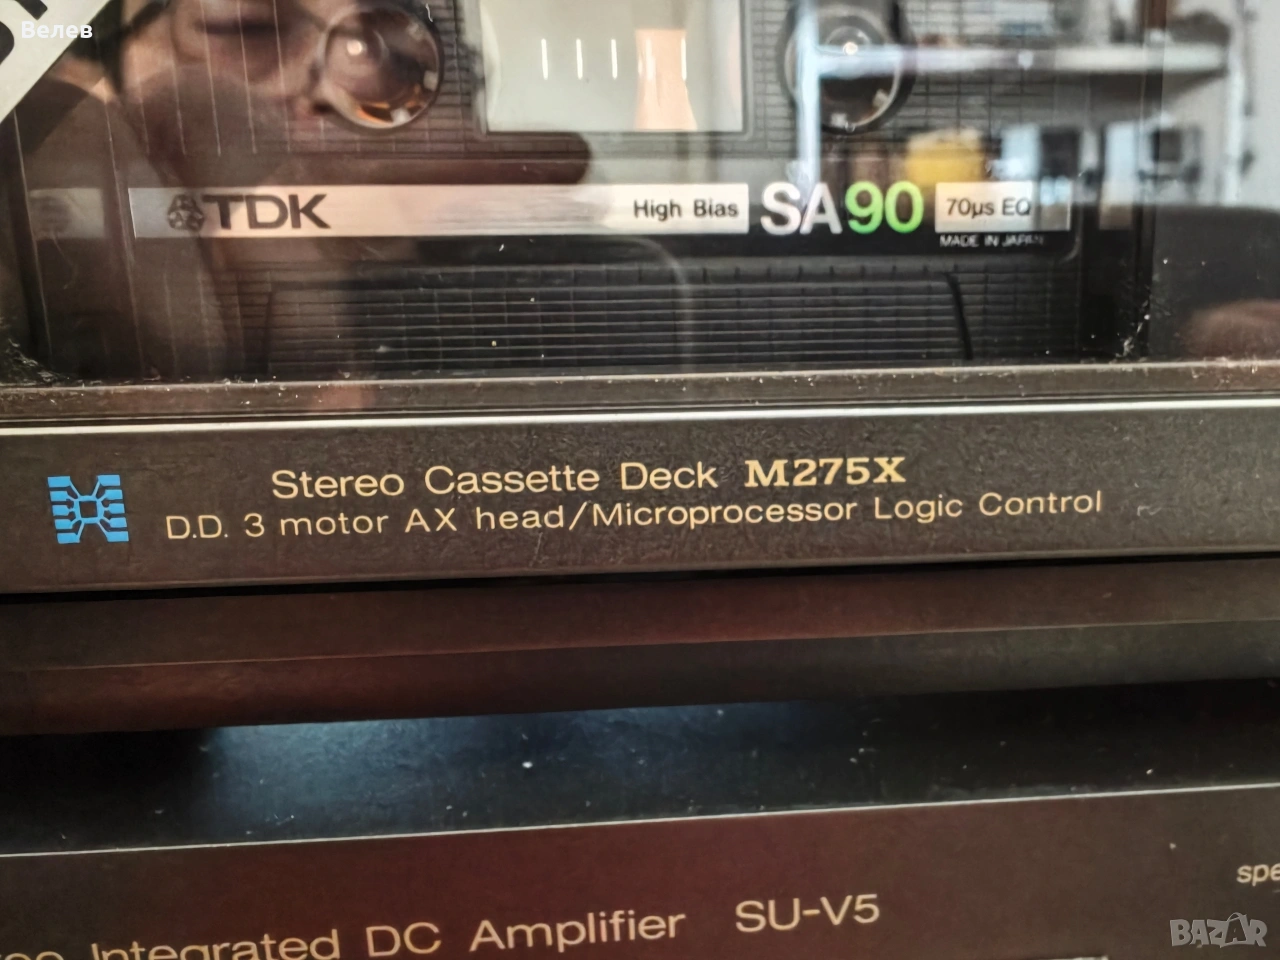 Велев
TDK High Bias SA90 70µs EQ
MADE IN JAPAN
Stereo Cassette Deck M275X
D.D. 3 motor AX head/Microprocessor Logic Control
Integrated DC Amplifier SU-V5
BAZAR